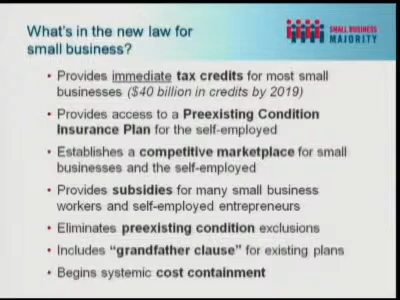 What's in the new law for
small business?
SMALL BUSINESS
MAJORITY
• Provides immediate tax credits for most small
businesses ($40 billion in credits by 2019)
• Provides access to a Preexisting Condition
Insurance Plan for the self-employed
• Establishes a competitive marketplace for small
businesses and the self-employed
• Provides subsidies for many small business
workers and self-employed entrepreneurs
• Eliminates preexisting condition exclusions
• Includes “grandfather clause” for existing plans
• Begins systemic cost containment